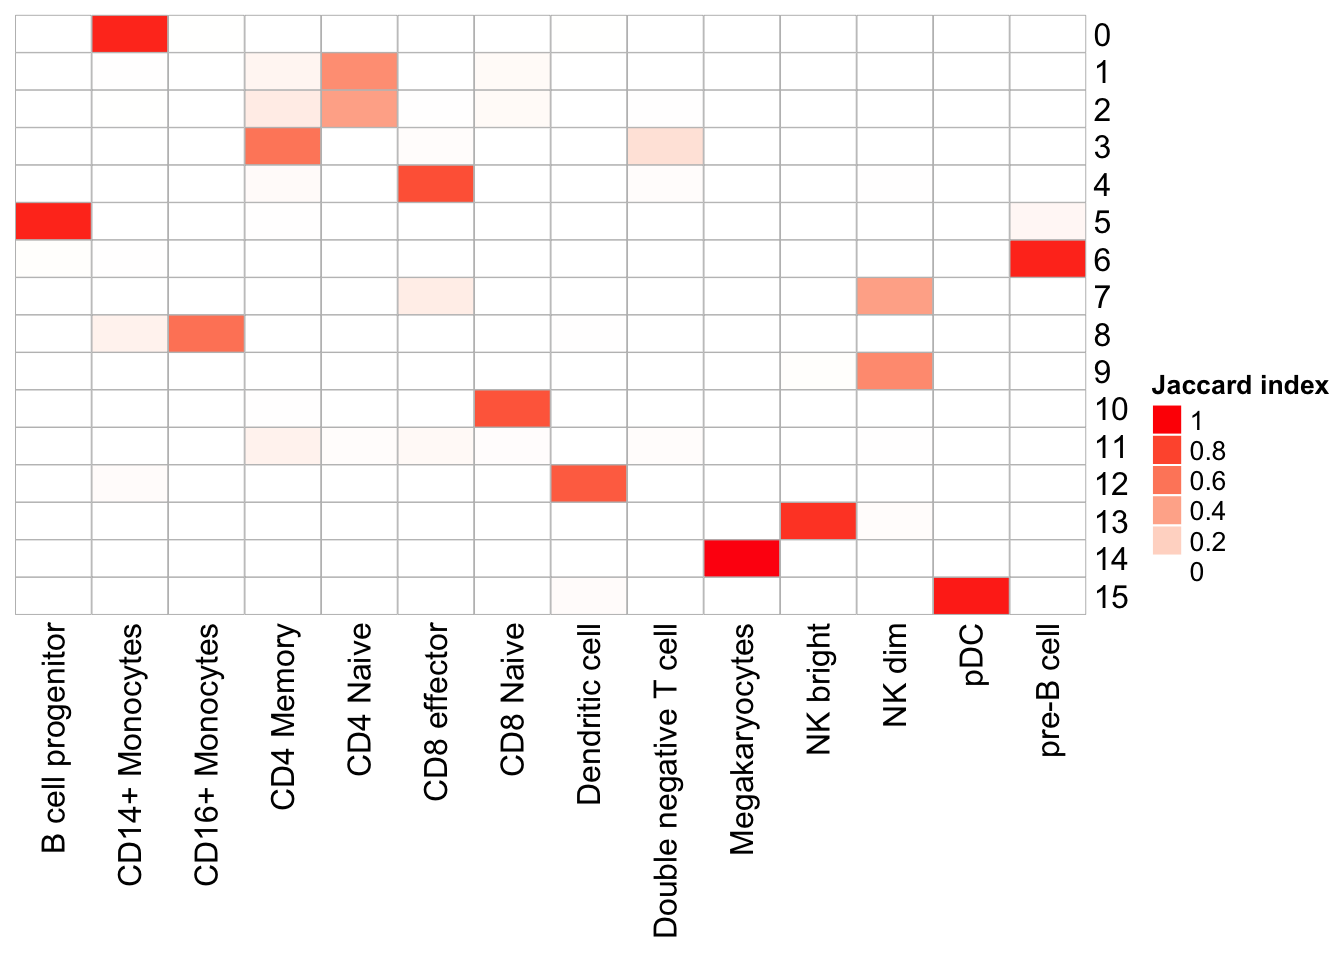 0
1
2
3
4
5
6
7
8
9
10
11
12
13
14
15
Jaccard index
1
0.8
0.6
0.4
0.2
0
B cell progenitor
CD14+ Monocytes
CD16+ Monocytes
CD4 Memory
CD4 Naive
CD8 effector
CD8 Naive
Dendritic cell
Double negative T cell
Megakaryocytes
NK bright
NK dim
pDC
pre-B cell